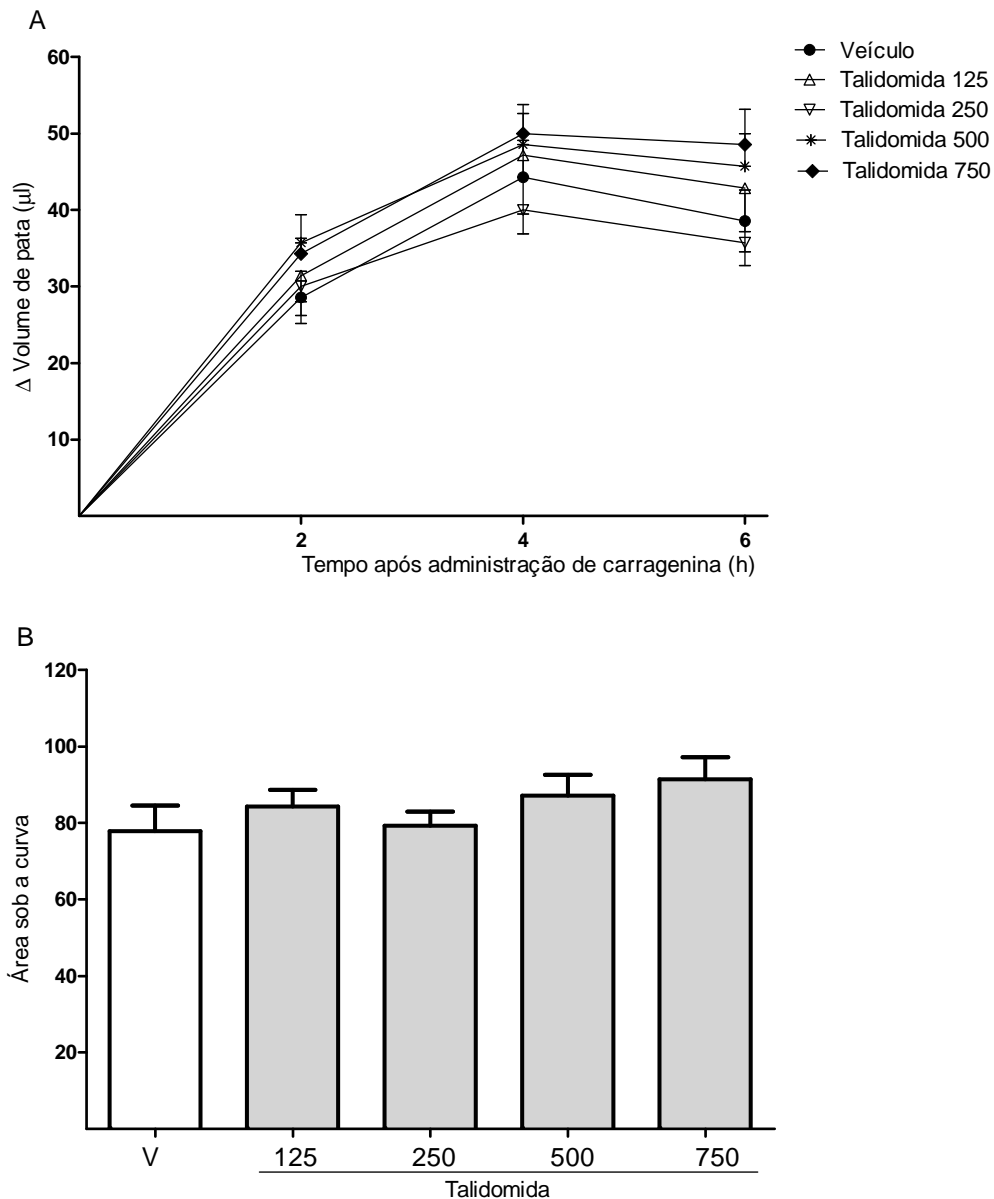 A
60
50
40
30
20
10
Δ Volume de pata (µl)
2 4 6
Tempo após administração de carragenina (h)
Veículo
Talidomida 125
Talidomida 250
Talidomida 500
Talidomida 750
B
120
100
80
60
40
20
Área sob a curva
V 125 250 500 750
Talidomida